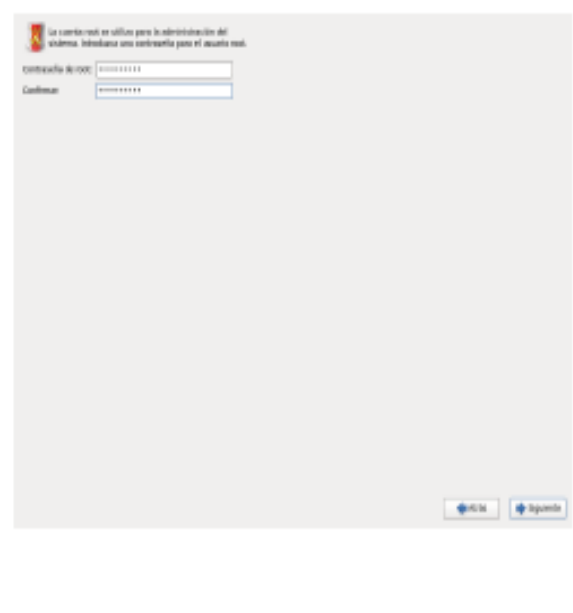 La cuenta root se utiliza para la administración del
sistema. Introduzca una contraseña para el usuario root.
Contraseña de root:
Confirmar:
Atrás
Siguiente